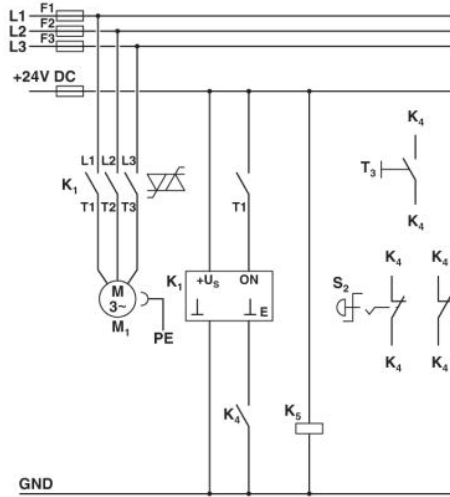 L1 F1
L2 F2
L3 F3
+24V DC
K4
L1 L2 L3
K1
T3
T1 T2 T3
T1
K4
K1 +Us ON
K4 K4
M
3~
⊥ ⊥ E
S2
M1
PE
K4 K4
K4
K5
GND